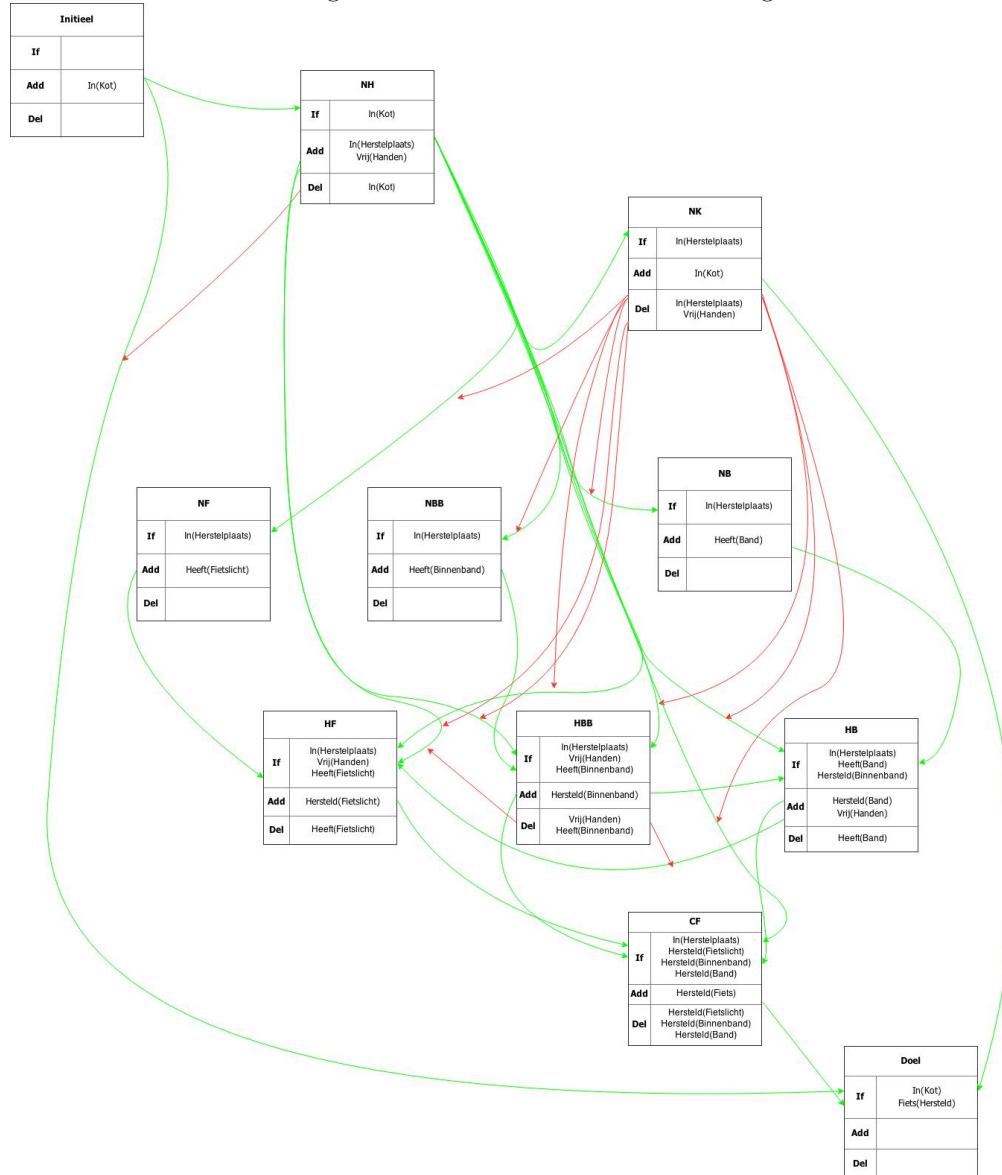 Initieel
If
Add In(Kot)
Del
NH
If In(Kot)
Add In(Herstelplaats)
Vrij(Handen)
Del In(Kot)
NK
If In(Herstelplaats)
Add In(Kot)
Del In(Herstelplaats)
Vrij(Handen)
NF
If In(Herstelplaats)
Add Heeft(Fietslicht)
Del
NBB
If In(Herstelplaats)
Add Heeft(Binnenband)
Del
NB
If In(Herstelplaats)
Add Heeft(Band)
Del
HF
If In(Herstelplaats)
Vrij(Handen)
Heeft(Fietslicht)
Add Hersteld(Fietslicht)
Del Heeft(Fietslicht)
HBB
If In(Herstelplaats)
Vrij(Handen)
Heeft(Binnenband)
Add Hersteld(Binnenband)
Del Vrij(Handen)
Heeft(Binnenband)
HB
If In(Herstelplaats)
Heeft(Band)
Hersteld(Binnenband)
Add Hersteld(Band)
Vrij(Handen)
Del Heeft(Band)
CF
If In(Herstelplaats)
Hersteld(Fietslicht)
Hersteld(Binnenband)
Hersteld(Band)
Add Hersteld(Fiets)
Del Hersteld(Fietslicht)
Hersteld(Binnenband)
Hersteld(Band)
Doel
If In(Kot)
Fiets(Hersteld)
Add
Del